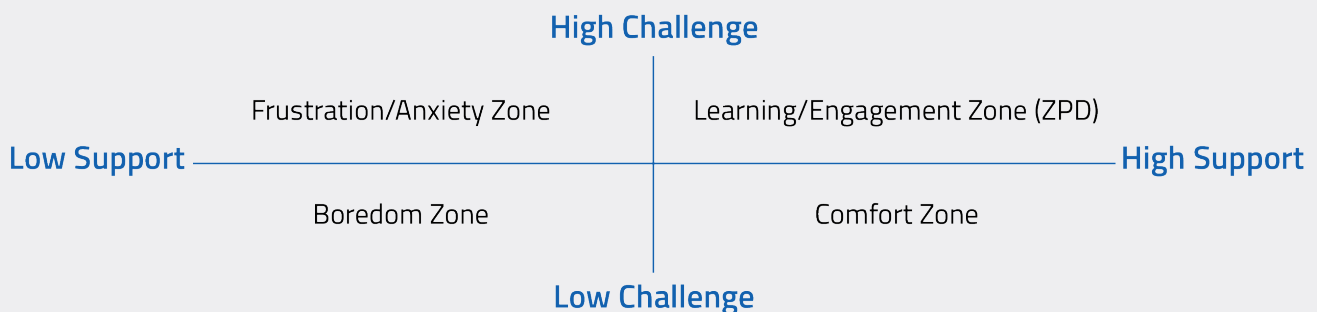 High Challenge
Frustration/Anxiety Zone
Learning/Engagement Zone (ZPD)
Low Support
High Support
Boredom Zone
Comfort Zone
Low Challenge